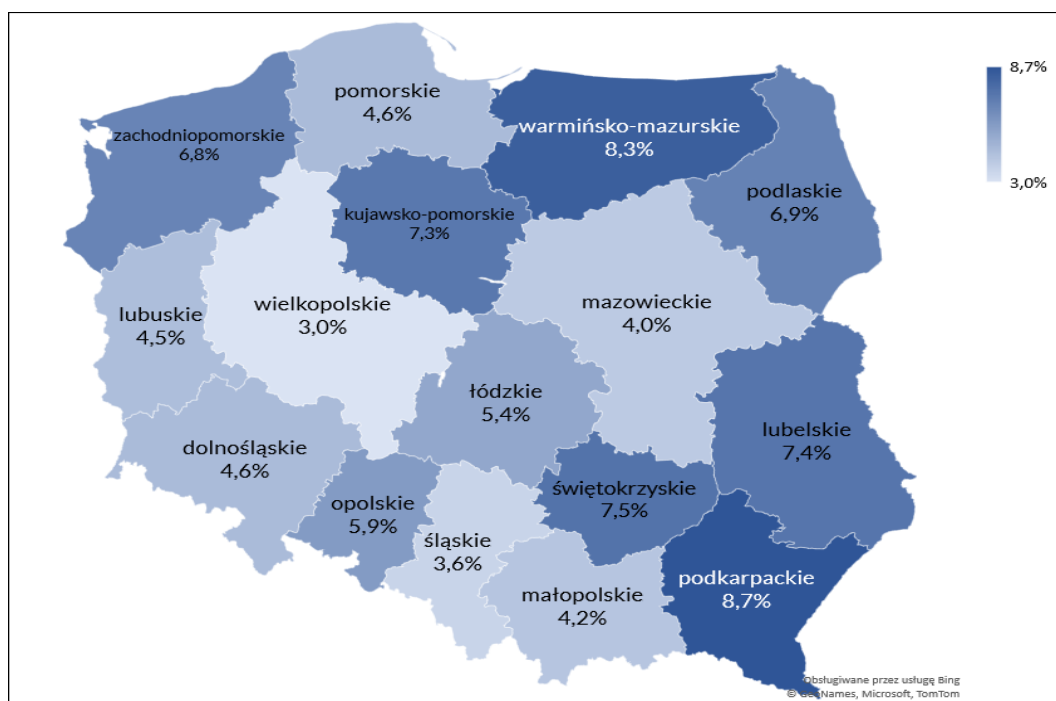 8,7%
3,0%
pomorskie
4,6%
warmińsko-mazurskie
8,3%
zachodniopomorskie
6,8%
podlaskie
6,9%
kujawsko-pomorskie
7,3%
wielkopolskie
3,0%
mazowieckie
4,0%
lubuskie
4,5%
łódzkie
5,4%
lubelskie
7,4%
dolnośląskie
4,6%
świętokrzyskie
7,5%
opolskie
5,9%
śląskie
3,6%
podkarpackie
8,7%
małopolskie
4,2%
Obsługiwane przez usługę Bing
© GeoNames, Microsoft, TomTom